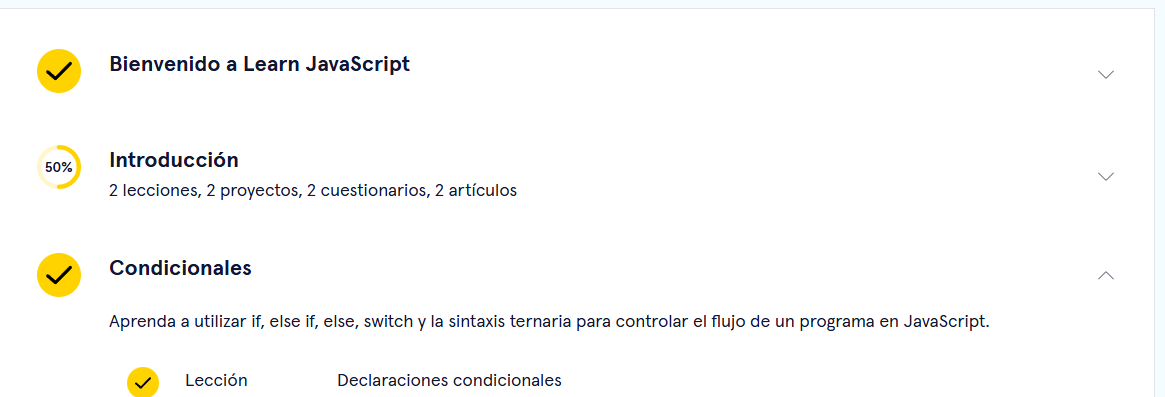 Bienvenido a Learn JavaScript
50%
Introducción
2 lecciones, 2 proyectos, 2 cuestionarios, 2 artículos
Condicionales
Aprenda a utilizar if, else if, else, switch y la sintaxis ternaria para controlar el flujo de un programa en JavaScript.
Lección Declaraciones condicionales